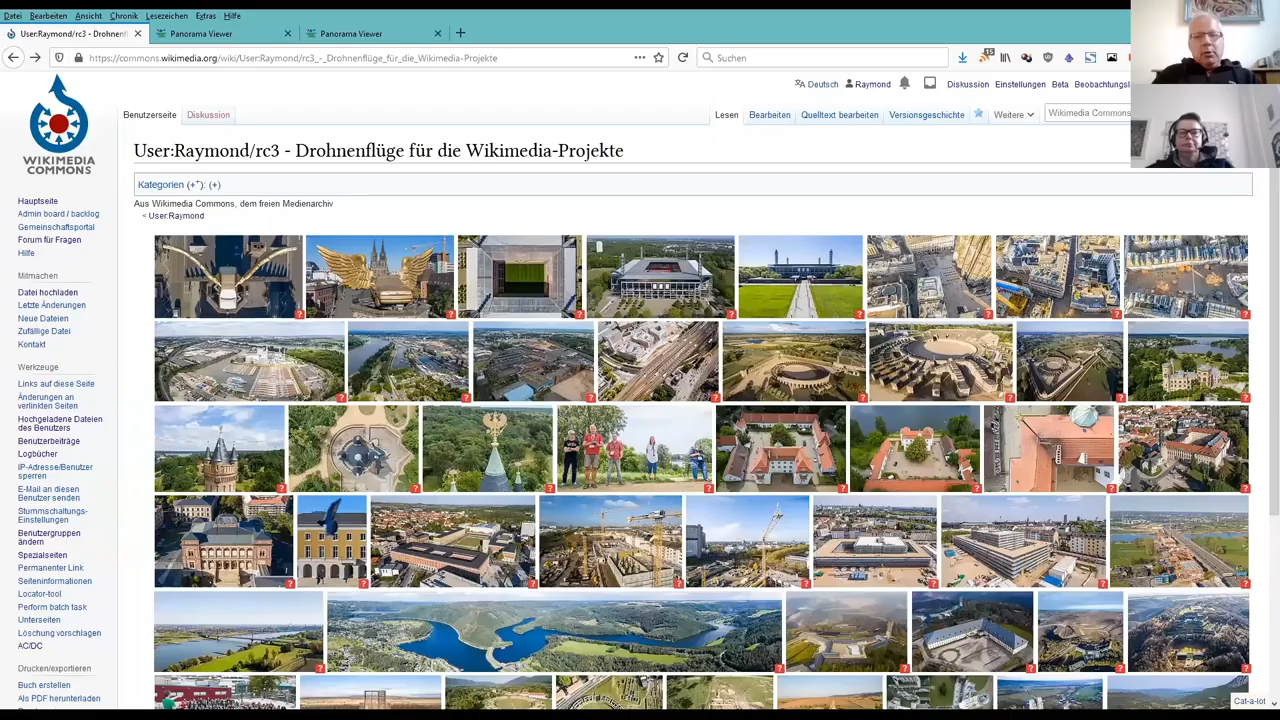 Datei Bearbeiten Ansicht Chronik Lesezeichen Extras Hilfe
User:Raymond/rc3 - Drohnenfl
Panorama Viewer
Panorama Viewer
https://commons.wikimedia.org/wiki/User:Raymond/rc3_-_Drohnenflüge_für_die_Wikimedia-Projekte
Suchen
15
Deutsch Raymond Diskussion Einstellungen Beta Beobachtungsl
Benutzerseite Diskussion Lesen Bearbeiten Quelltext bearbeiten Versionsgeschichte Weitere Wikimedia Commons
WIKIMEDIA
COMMONS
User:Raymond/rc3 - Drohnenflüge für die Wikimedia-Projekte
Kategorien (+⁺): (+)
Aus Wikimedia Commons, dem freien Medienarchiv
< User:Raymond
Hauptseite
Admin board / backlog
Gemeinschaftsportal
Forum für Fragen
Hilfe
Mitmachen
Datei hochladen
Letzte Änderungen
Neue Dateien
Zufällige Datei
Kontakt
Werkzeuge
Links auf diese Seite
Änderungen an
verlinkten Seiten
Hochgeladene Dateien
des Benutzers
Benutzerbeiträge
Logbücher
IP-Adresse/Benutzer
sperren
E-Mail an diesen
Benutzer senden
Stummschaltungs-
Einstellungen
Benutzergruppen
ändern
Spezialseiten
Permanenter Link
Seiteninformationen
Locator-tool
Perform batch task
Unterseiten
Löschung vorschlagen
AC/DC
Drucken/exportieren
Buch erstellen
Als PDF herunterladen
Cat-a-lot